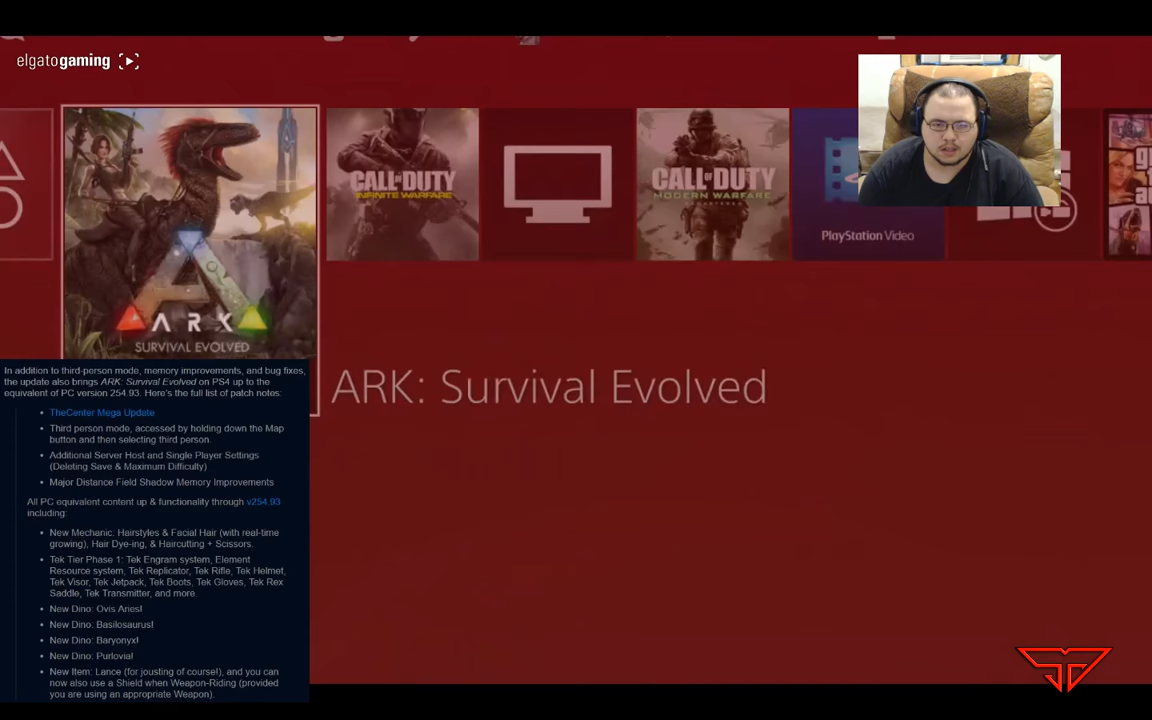 elgatogaming
CALL OF DUTY
INFINITE WARFARE
CALL OF DUTY
MODERN WARFARE
REMASTERED
PlayStation Video
ARK
SURVIVAL EVOLVED
ARK: Survival Evolved
In addition to third-person mode, memory improvements, and bug fixes,
the update also brings ARK: Survival Evolved on PS4 up to the
equivalent of PC version 254.93. Here's the full list of patch notes:
• TheCenter Mega Update
• Third person mode, accessed by holding down the Map
button and then selecting third person.
• Additional Server Host and Single Player Settings
(Deleting Save & Maximum Difficulty)
• Major Distance Field Shadow Memory Improvements
All PC equivalent content up & functionality through v254.93
including:
• New Mechanic: Hairstyles & Facial Hair (with real-time
growing), Hair Dye-ing, & Haircutting + Scissors.
• Tek Tier Phase 1: Tek Engram system, Element
Resource system, Tek Replicator, Tek Rifle, Tek Helmet,
Tek Visor, Tek Jetpack, Tek Boots, Tek Gloves, Tek Rex
Saddle, Tek Transmitter, and more.
• New Dino: Ovis Aries!
• New Dino: Basilosaurus!
• New Dino: Baryonyx!
• New Dino: Purlovia!
• New Item: Lance (for jousting of course!), and you can
now also use a Shield when Weapon-Riding (provided
you are using an appropriate Weapon).